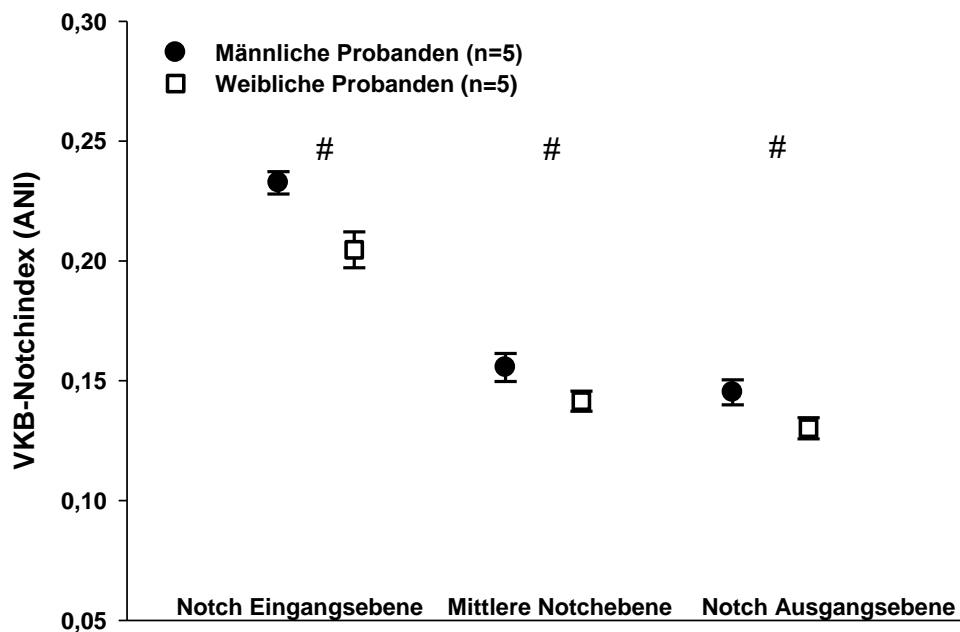 0,30
Männliche Probanden (n=5)
Weibliche Probanden (n=5)
0,25
# # #
0,20
0,15
0,10
0,05
VKB-Notchindex (ANI)
Notch Eingangsebene Mittlere Notchebene Notch Ausgangsebene